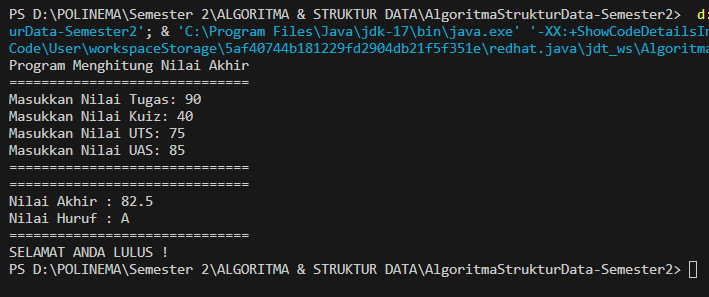 PS D:\POLINEMA\Semester 2\ALGORITMA & STRUKTUR DATA\AlgoritmaStrukturData-Semester2> d:
urData-Semester2'; & 'C:\Program Files\Java\jdk-17\bin\java.exe' '-XX:+ShowCodeDetailsIn
Code\User\workspaceStorage\5af40744b181229fd2904db21f5f351e\redhat.java\jdt_ws\Algoritma
Program Menghitung Nilai Akhir
==============================
Masukkan Nilai Tugas: 90
Masukkan Nilai Kuiz: 40
Masukkan Nilai UTS: 75
Masukkan Nilai UAS: 85
==============================
==============================
Nilai Akhir : 82.5
Nilai Huruf : A
==============================
SELAMAT ANDA LULUS !
PS D:\POLINEMA\Semester 2\ALGORITMA & STRUKTUR DATA\AlgoritmaStrukturData-Semester2>